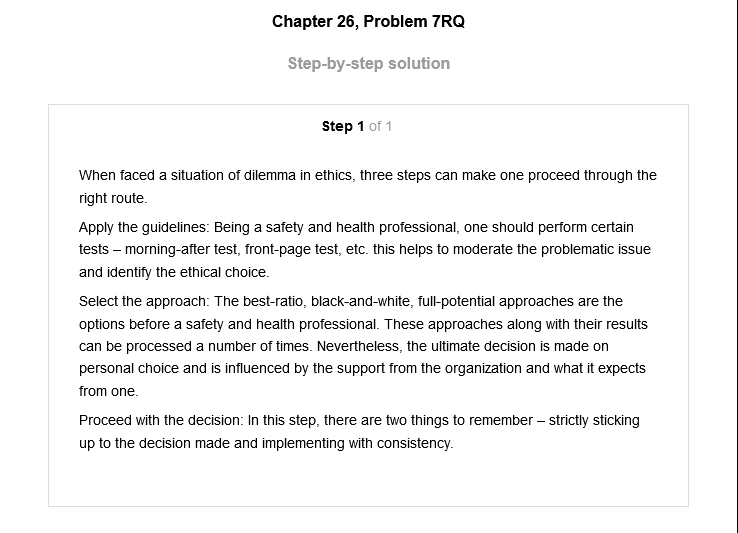 Chapter 26, Problem 7RQ
Step-by-step solution
Step 1 of 1
When faced a situation of dilemma in ethics, three steps can make one proceed through the
right route.
Apply the guidelines: Being a safety and health professional, one should perform certain
tests – morning-after test, front-page test, etc. this helps to moderate the problematic issue
and identify the ethical choice.
Select the approach: The best-ratio, black-and-white, full-potential approaches are the
options before a safety and health professional. These approaches along with their results
can be processed a number of times. Nevertheless, the ultimate decision is made on
personal choice and is influenced by the support from the organization and what it expects
from one.
Proceed with the decision: In this step, there are two things to remember – strictly sticking
up to the decision made and implementing with consistency.